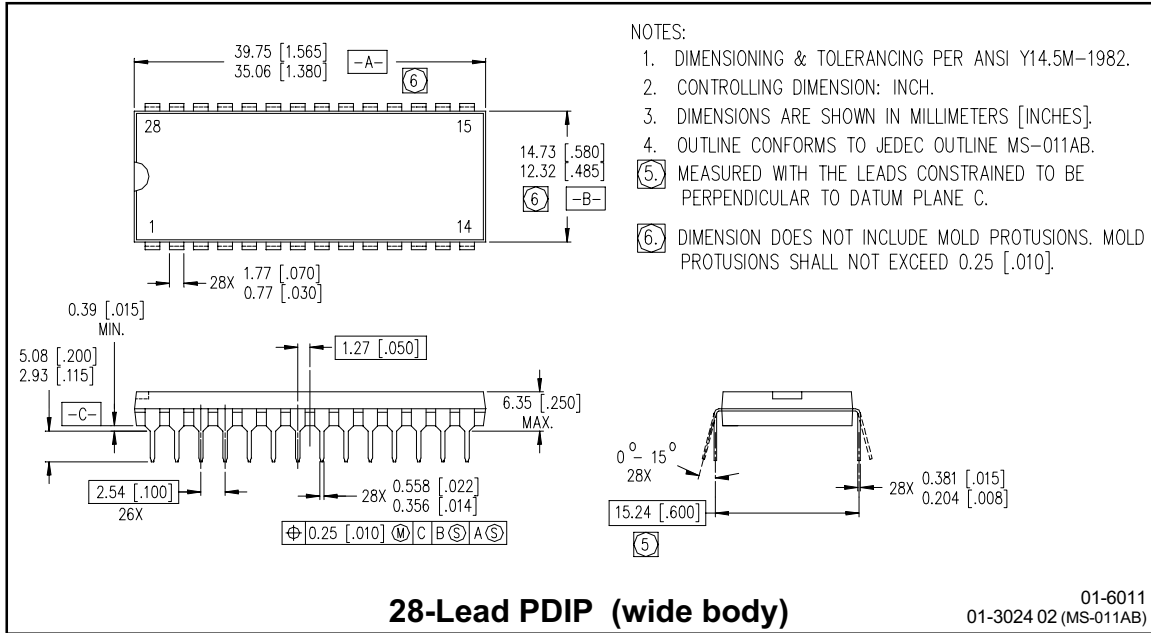 39.75 [1.565]
35.06 [1.380]
-A-
6
28
15
1
14
14.73 [.580]
12.32 [.485]
6
-B-
28X 1.77 [.070]
0.77 [.030]
NOTES:
1. DIMENSIONING & TOLERANCING PER ANSI Y14.5M-1982.
2. CONTROLLING DIMENSION: INCH.
3. DIMENSIONS ARE SHOWN IN MILLIMETERS [INCHES].
4. OUTLINE CONFORMS TO JEDEC OUTLINE MS-011AB.
5. MEASURED WITH THE LEADS CONSTRAINED TO BE
PERPENDICULAR TO DATUM PLANE C.
6. DIMENSION DOES NOT INCLUDE MOLD PROTUSIONS. MOLD
PROTUSIONS SHALL NOT EXCEED 0.25 [.010].
0.39 [.015]
MIN.
5.08 [.200]
2.93 [.115]
-C-
1.27 [.050]
6.35 [.250]
MAX.
2.54 [.100]
26X
28X 0.558 [.022]
0.356 [.014]
⌖ 0.25 [.010] Ⓜ C BⓈ AⓈ
0° - 15°
28X
15.24 [.600]
5
28X 0.381 [.015]
0.204 [.008]
28-Lead PDIP (wide body)
01-6011
01-3024 02 (MS-011AB)